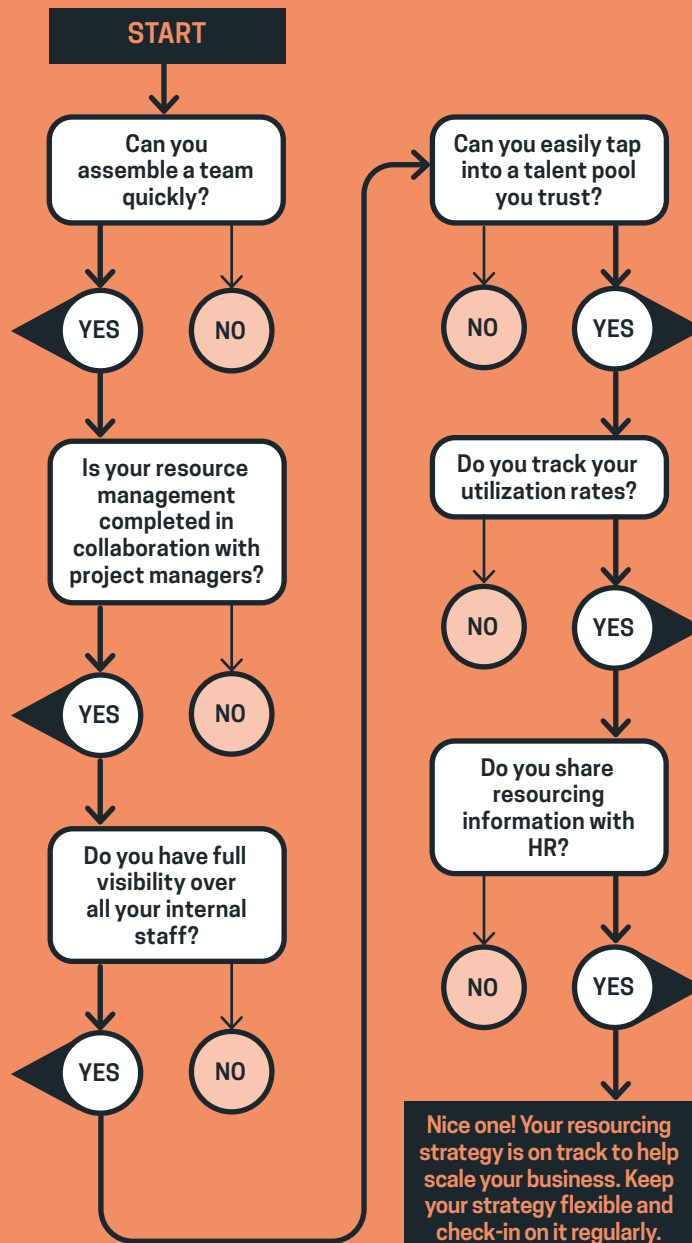 START
Can you
assemble a team
quickly?
YES
NO
Is your resource
management
completed in
collaboration with
project managers?
YES
NO
Do you have full
visibility over
all your internal
staff?
YES
NO
Can you easily tap
into a talent pool
you trust?
NO
YES
Do you track your
utilization rates?
NO
YES
Do you share
resourcing
information with
HR?
NO
YES
Nice one! Your resourcing
strategy is on track to help
scale your business. Keep
your strategy flexible and
check-in on it regularly.